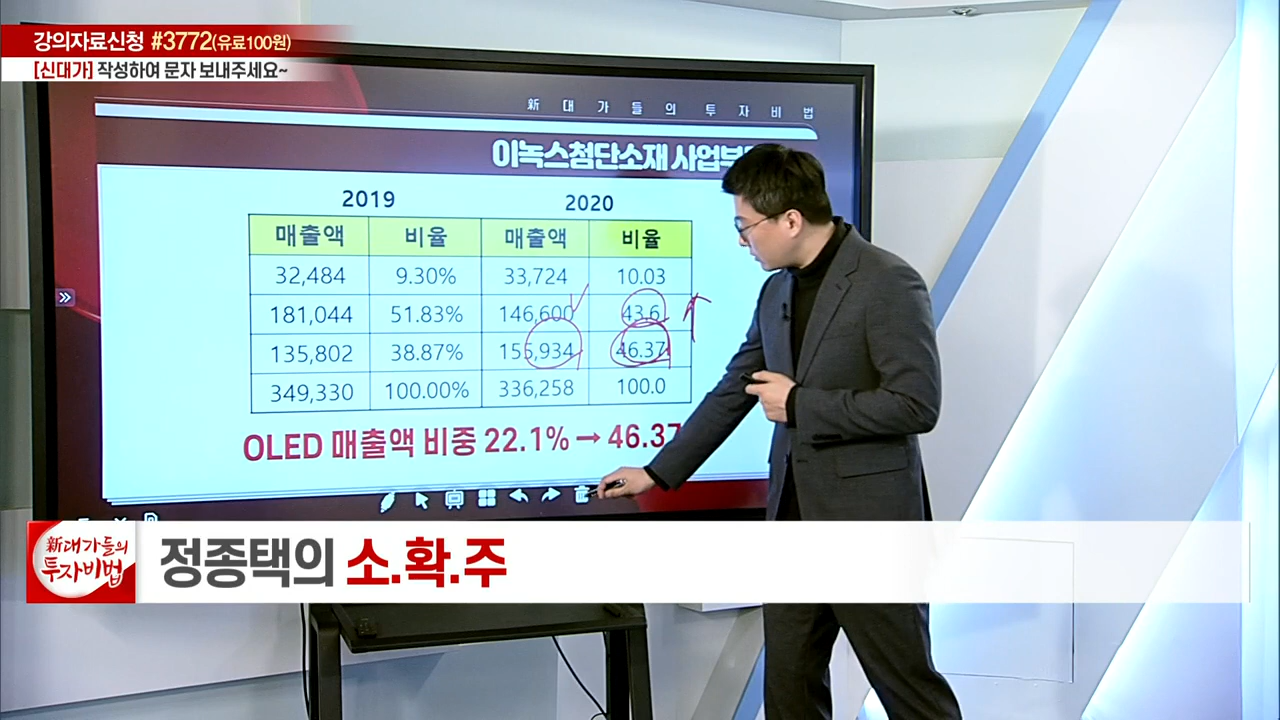 강의자료신청 #3772(유료100원)
[신대가] 작성하여 문자 보내주세요~
新 대 가 들 의 투 자 비 법
이녹스첨단소재 사업부
2019 2020
매출액 비율 매출액 비율
32,484 9.30% 33,724 10.03
181,044 51.83% 146,600 43.6
135,802 38.87% 155,934 46.37
349,330 100.00% 336,258 100.0
OLED 매출액 비중 22.1% → 46.37
新대가들의
투자비법
정종택의 소.확.주